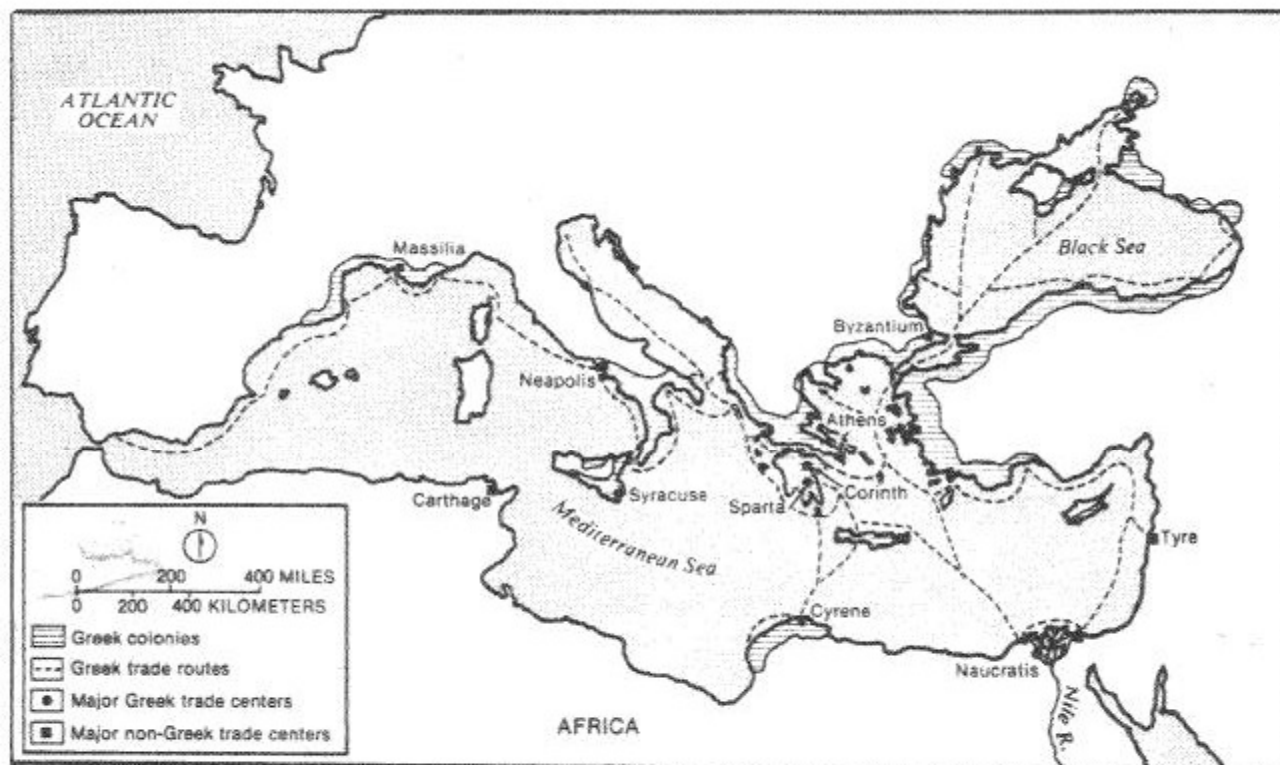 ATLANTIC
OCEAN
Massilia
Black Sea
Byzantium
Neapolis
Athens
Carthage
Syracuse
Sparta
Corinth
Mediterranean Sea
Tyre
Cyrene
Naucratis
Nile R.
AFRICA
N
0 200 400 MILES
0 200 400 KILOMETERS
Greek colonies
Greek trade routes
Major Greek trade centers
Major non-Greek trade centers